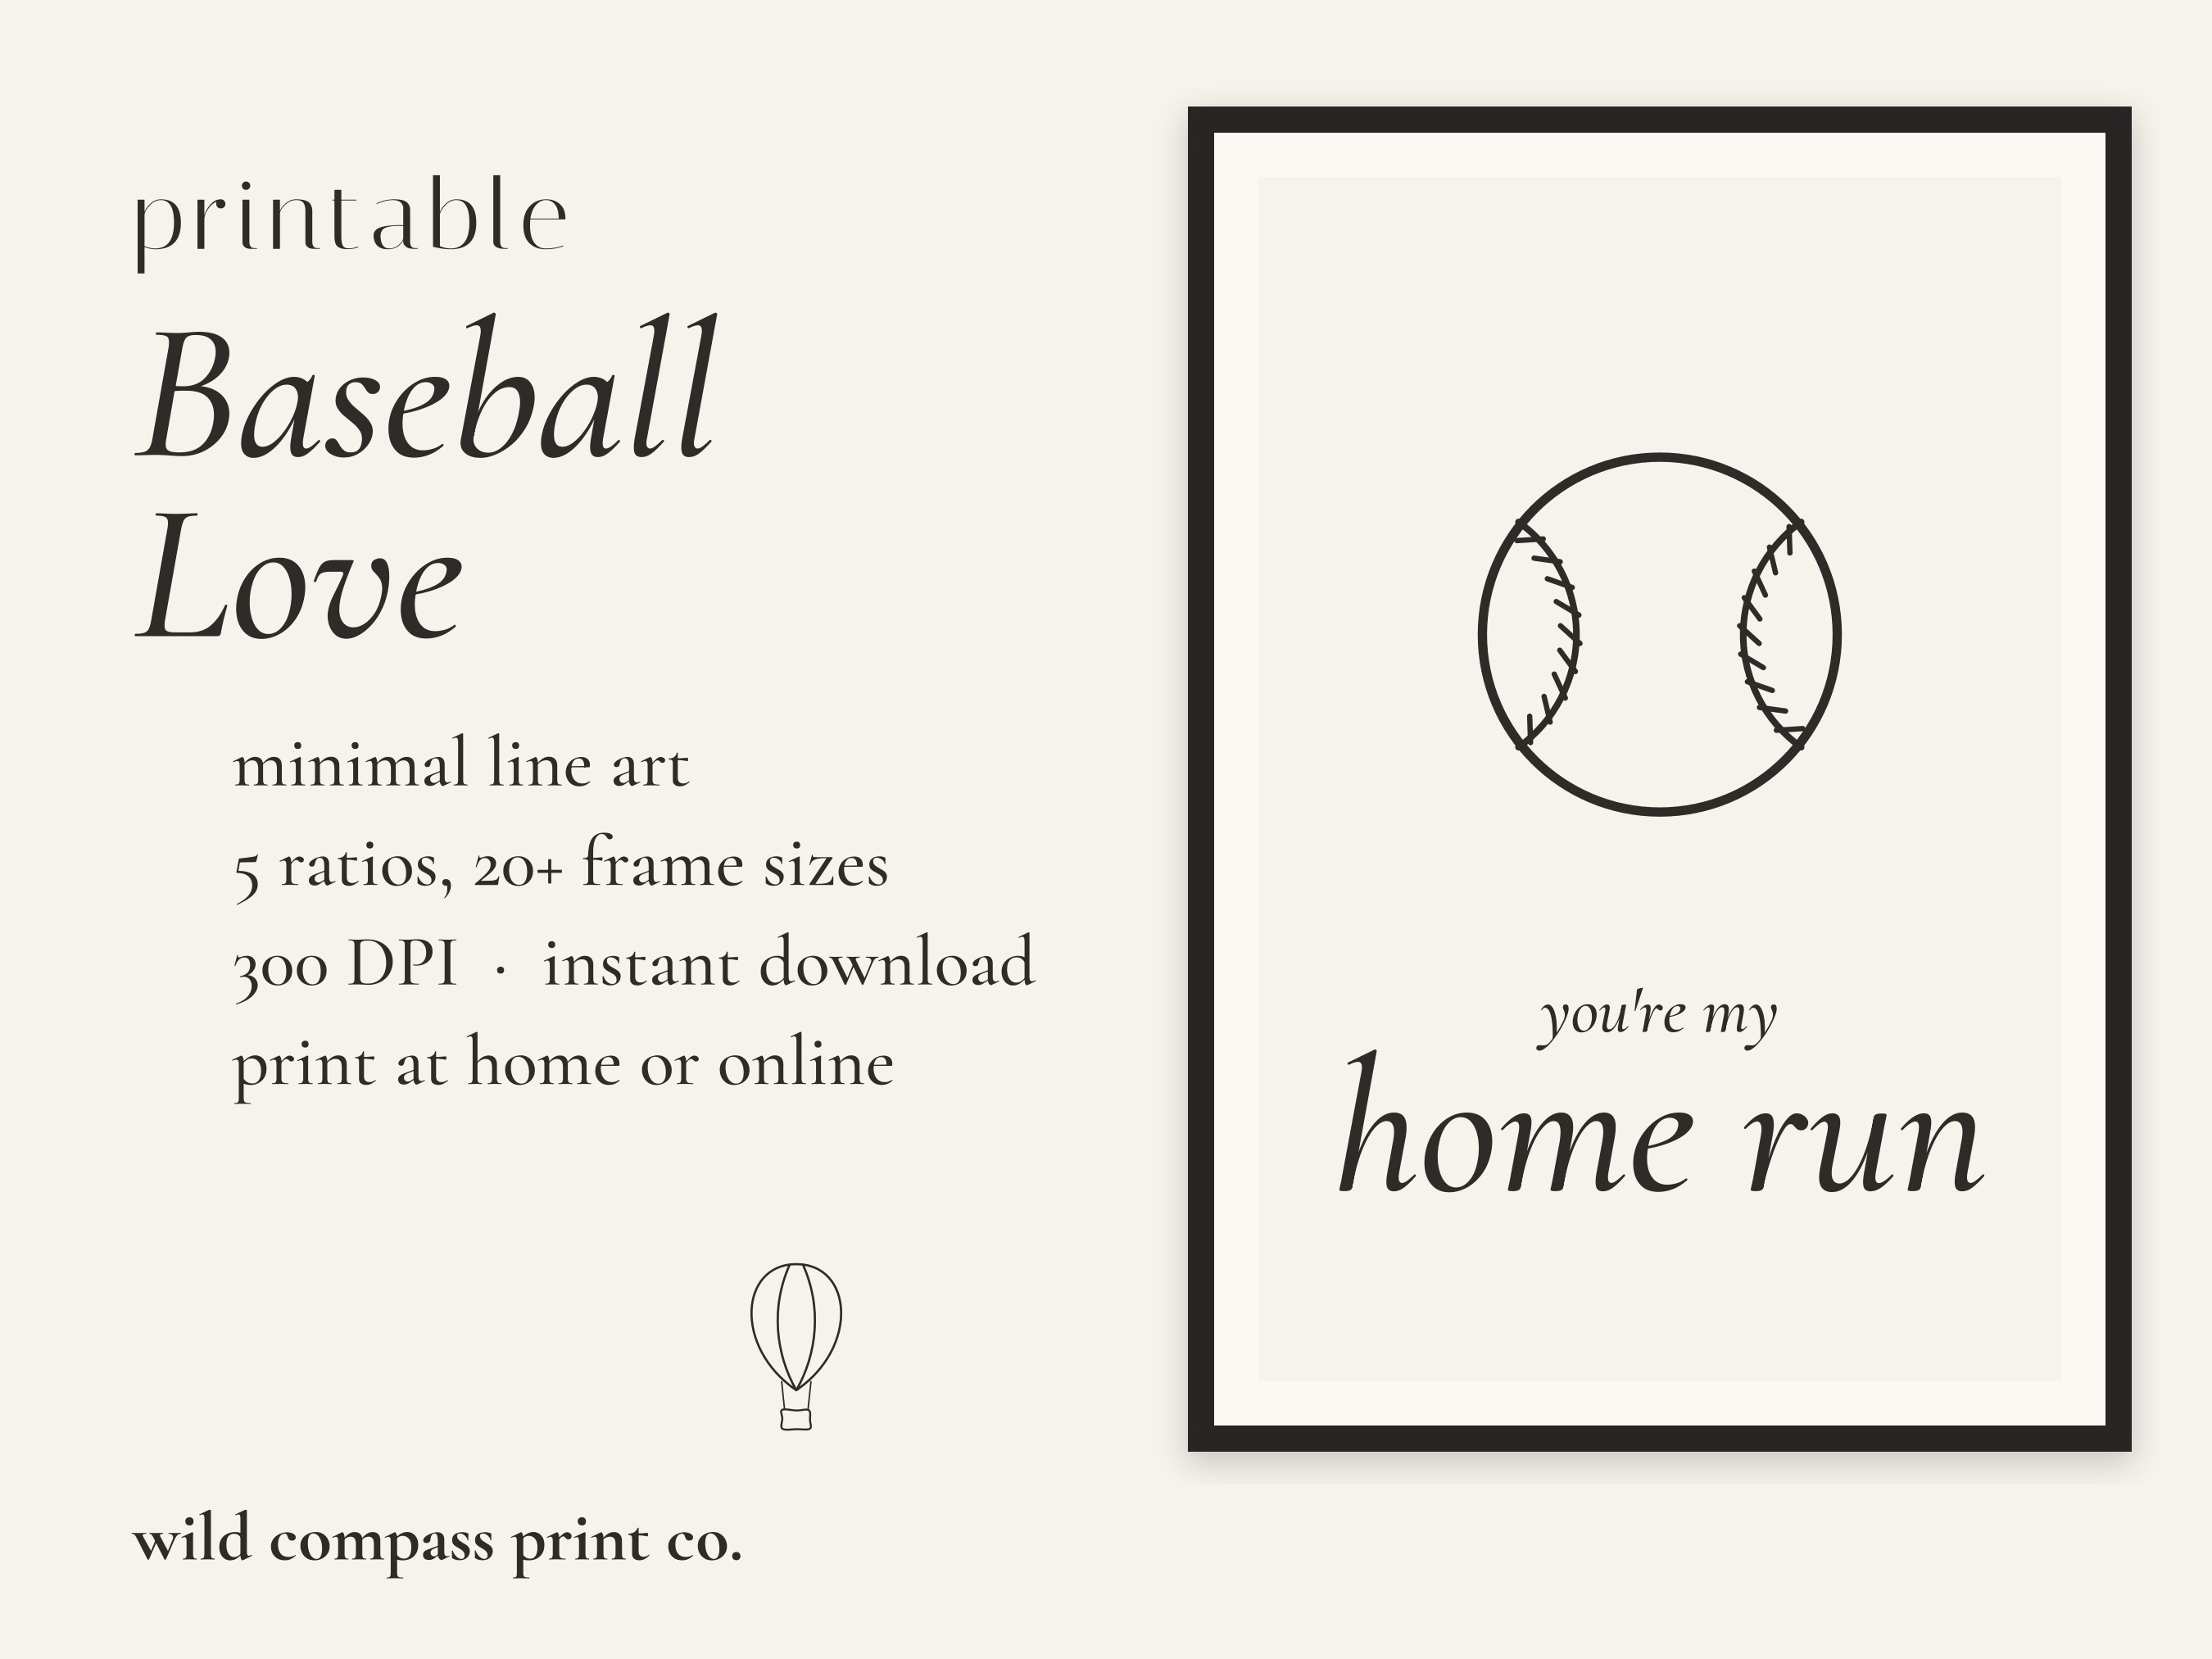 printable
Baseball
Love
minimal line art
5 ratios, 20+ frame sizes
300 DPI · instant download
print at home or online
wild compass print co.
you're my
home run